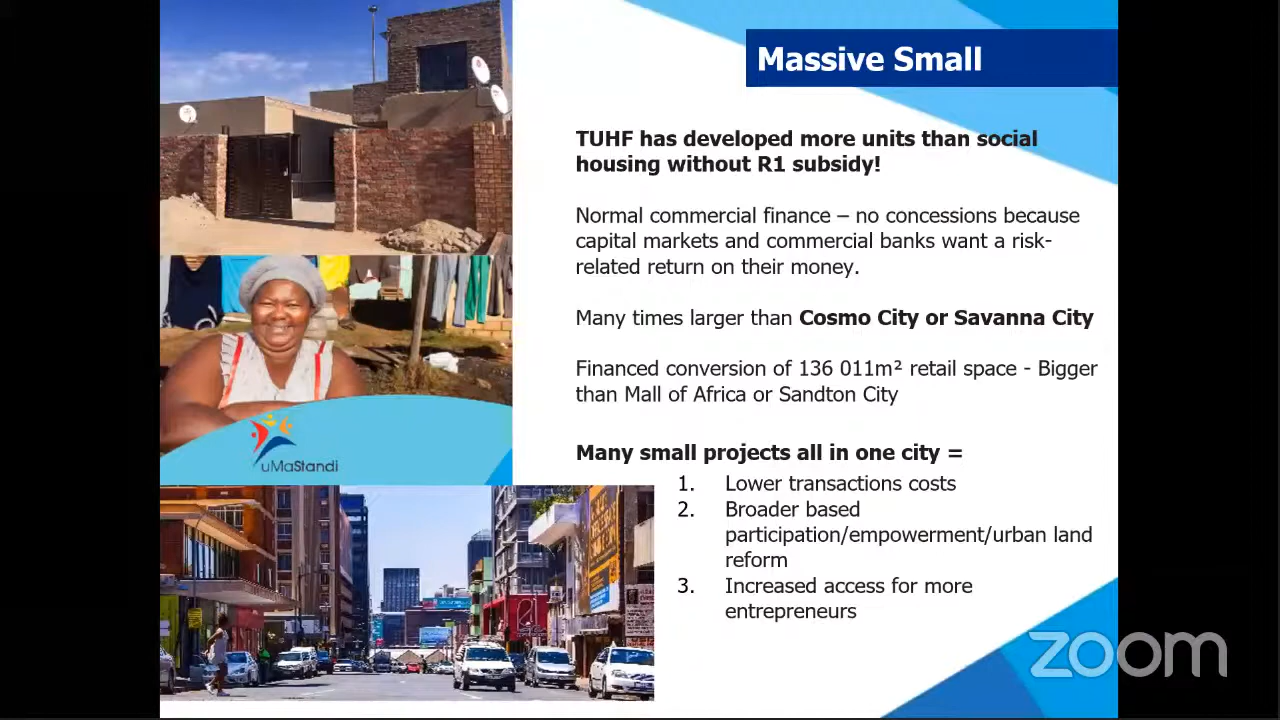 Massive Small
TUHF has developed more units than social
housing without R1 subsidy!
Normal commercial finance – no concessions because
capital markets and commercial banks want a risk-
related return on their money.
Many times larger than Cosmo City or Savanna City
Financed conversion of 136 011m² retail space - Bigger
than Mall of Africa or Sandton City
Many small projects all in one city =
1. Lower transactions costs
2. Broader based
participation/empowerment/urban land
reform
3. Increased access for more
entrepreneurs
uMaStandi
zoom